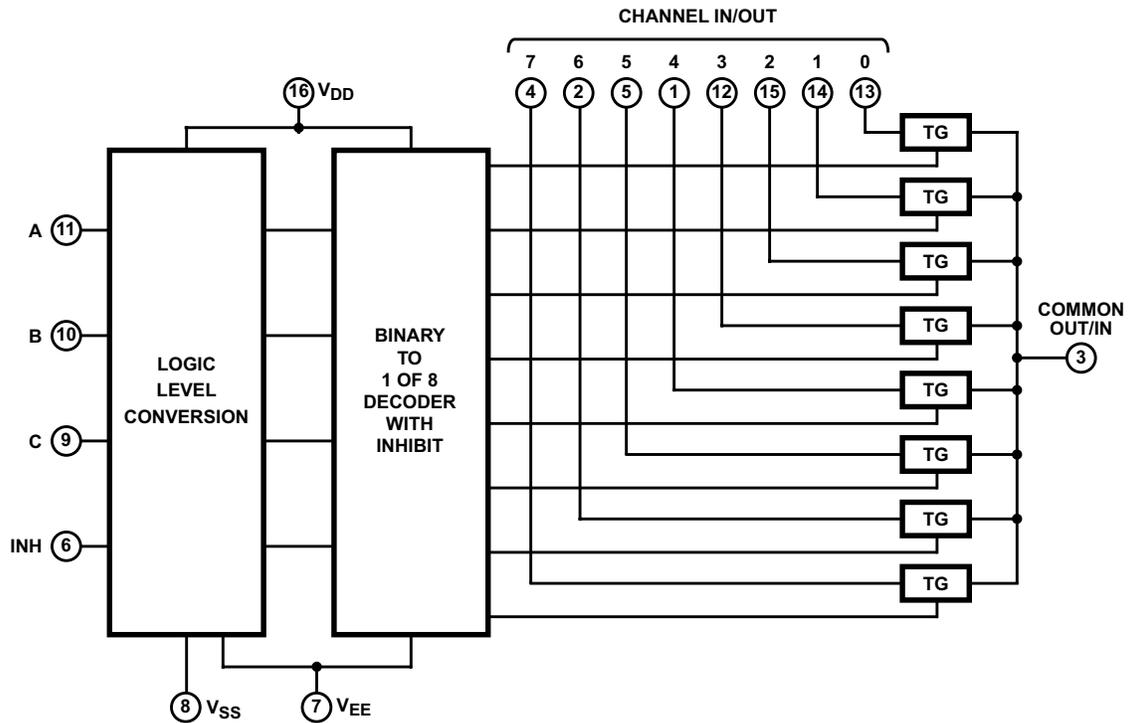 CHANNEL IN/OUT
7 6 5 4 3 2 1 0
4 2 5 1 12 15 14 13
16 VDD
TG
TG
TG
TG
TG
TG
TG
TG
A 11
B 10
C 9
INH 6
LOGIC
LEVEL
CONVERSION
BINARY
TO
1 OF 8
DECODER
WITH
INHIBIT
COMMON
OUT/IN
3
8 VSS
7 VEE